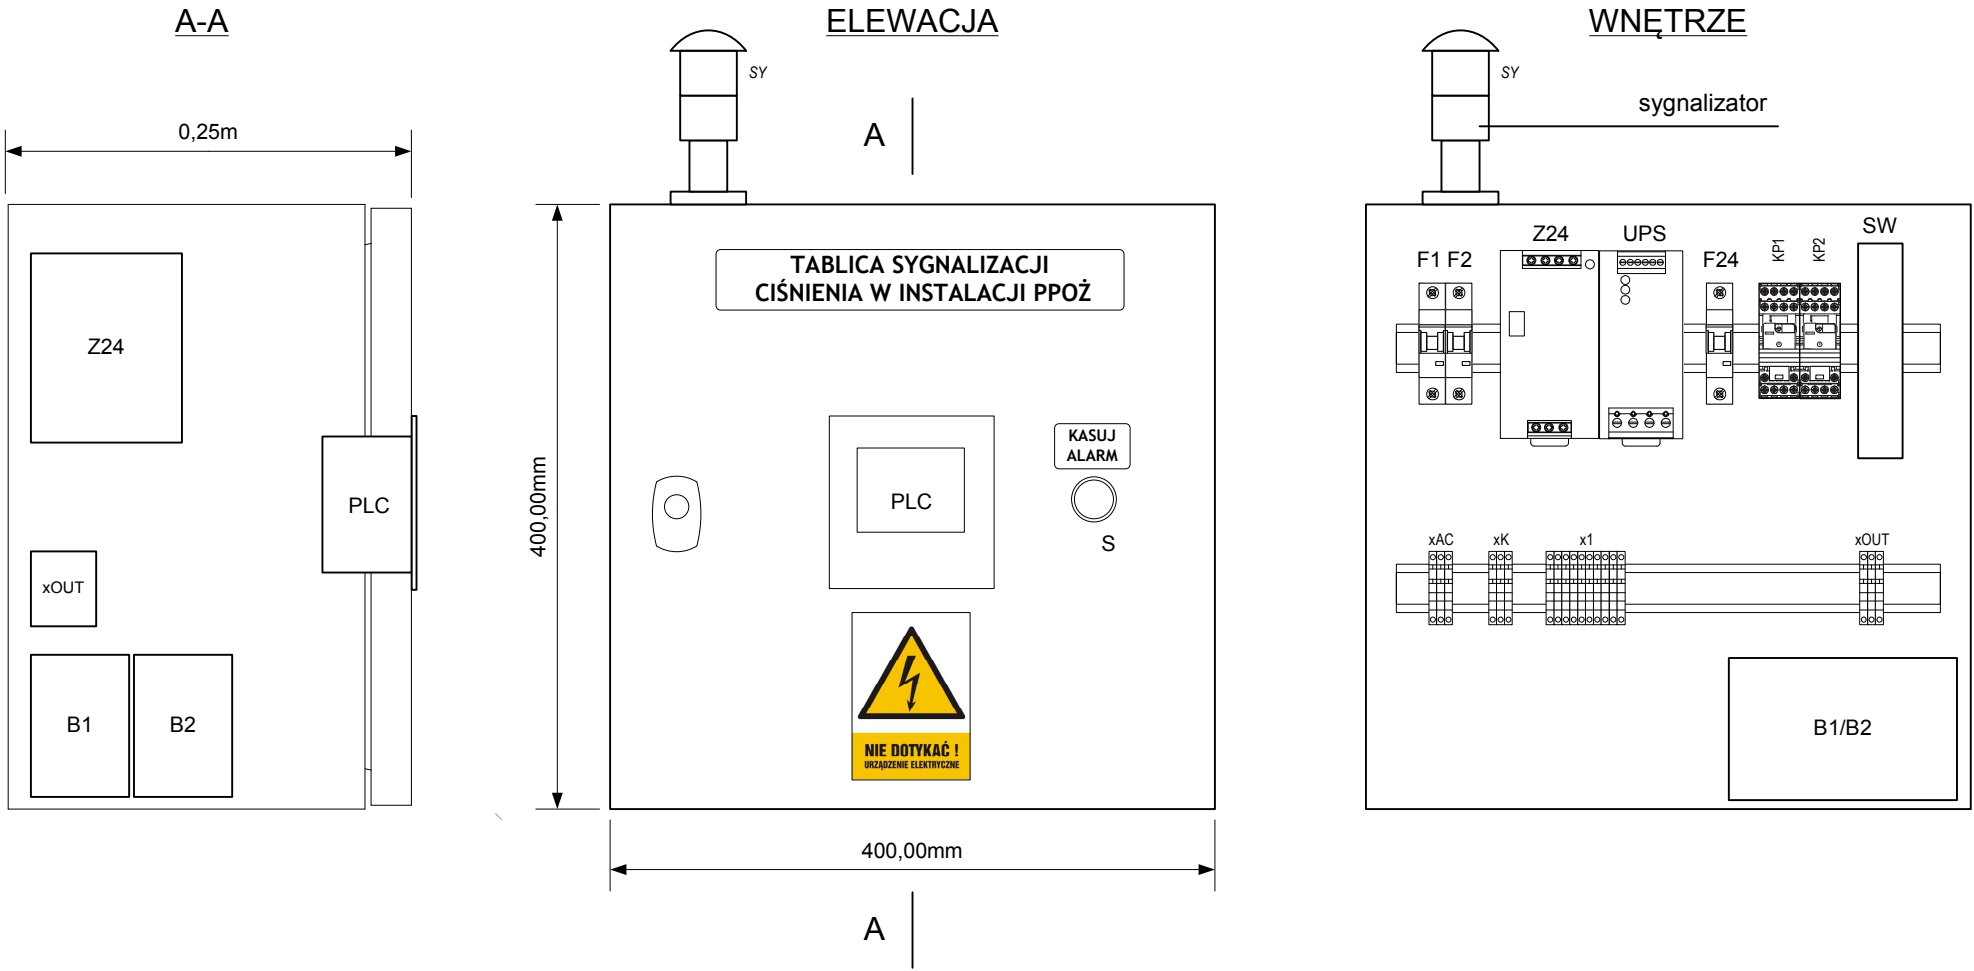 A-A
0,25m
Z24
PLC
xOUT
B1
B2
ELEWACJA
SY
A
TABLICA SYGNALIZACJI
CIŚNIENIA W INSTALACJI PPOŻ
400,00mm
KASUJ
ALARM
PLC
S
NIE DOTYKAĆ !
URZĄDZENIE ELEKTRYCZNE
400,00mm
A
WNĘTRZE
SY
sygnalizator
F1 F2
Z24
UPS
F24
KP1
KP2
SW
xAC
xK
x1
xOUT
B1/B2